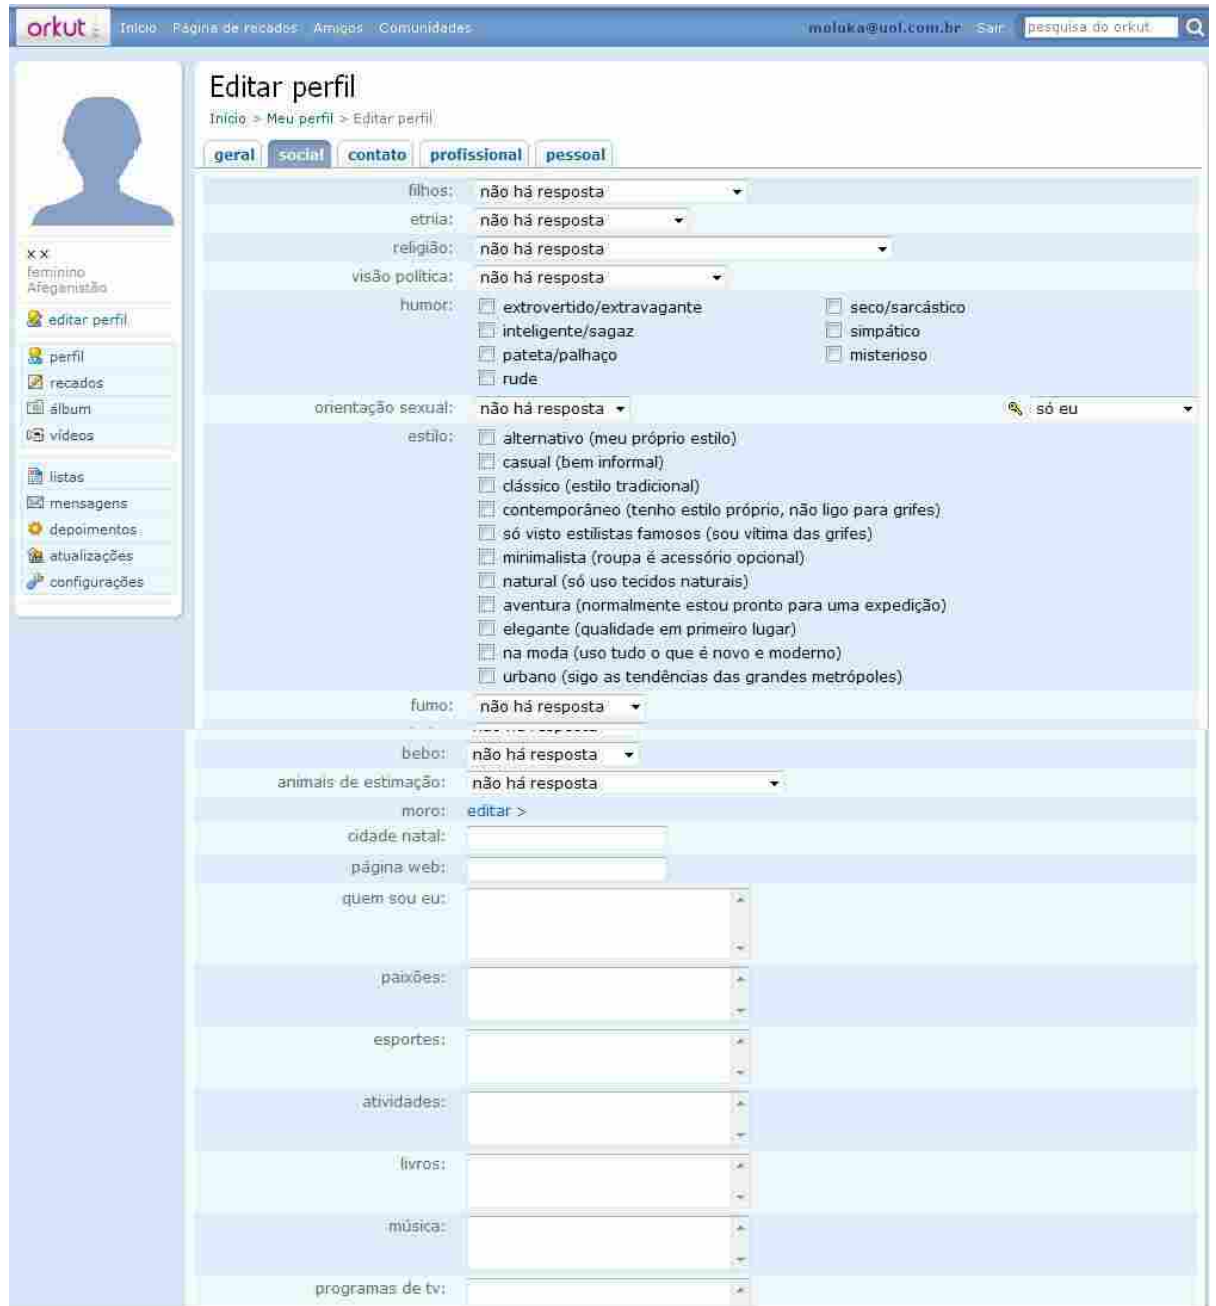 orkut Início Página de recados Amigos Comunidades moluka@uol.com.br Sair pesquisa do orkut
Editar perfil
Início > Meu perfil > Editar perfil
geral social contato profissional pessoal
x x
feminino
Afeganistão
editar perfil
perfil
recados
álbum
vídeos
listas
mensagens
depoimentos
atualizações
configurações
filhos: não há resposta
etnia: não há resposta
religião: não há resposta
visão política: não há resposta
humor: extrovertido/extravagante seco/sarcástico
inteligente/sagaz simpático
pateta/palhaço misterioso
rude
orientação sexual: não há resposta só eu
estilo: alternativo (meu próprio estilo)
casual (bem informal)
clássico (estilo tradicional)
contemporâneo (tenho estilo próprio, não ligo para grifes)
só visto estilistas famosos (sou vítima das grifes)
minimalista (roupa é acessório opcional)
natural (só uso tecidos naturais)
aventura (normalmente estou pronto para uma expedição)
elegante (qualidade em primeiro lugar)
na moda (uso tudo o que é novo e moderno)
urbano (sigo as tendências das grandes metrópoles)
fumo: não há resposta
bebo: não há resposta
animais de estimação: não há resposta
moro: editar >
cidade natal:
página web:
quem sou eu:
paixões:
esportes:
atividades:
livros:
música:
programas de tv: